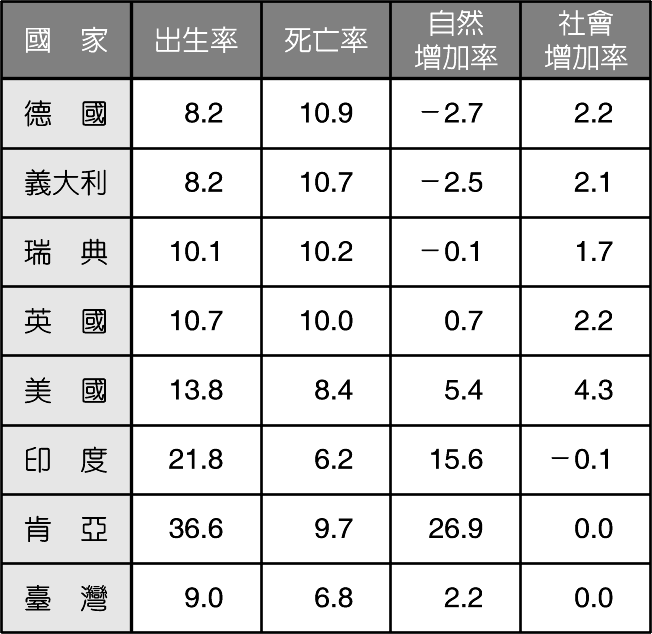 國家 出生率 死亡率 自然增加率 社會增加率
德國 8.2 10.9 －2.7 2.2
義大利 8.2 10.7 －2.5 2.1
瑞典 10.1 10.2 －0.1 1.7
英國 10.7 10.0 0.7 2.2
美國 13.8 8.4 5.4 4.3
印度 21.8 6.2 15.6 －0.1
肯亞 36.6 9.7 26.9 0.0
臺灣 9.0 6.8 2.2 0.0